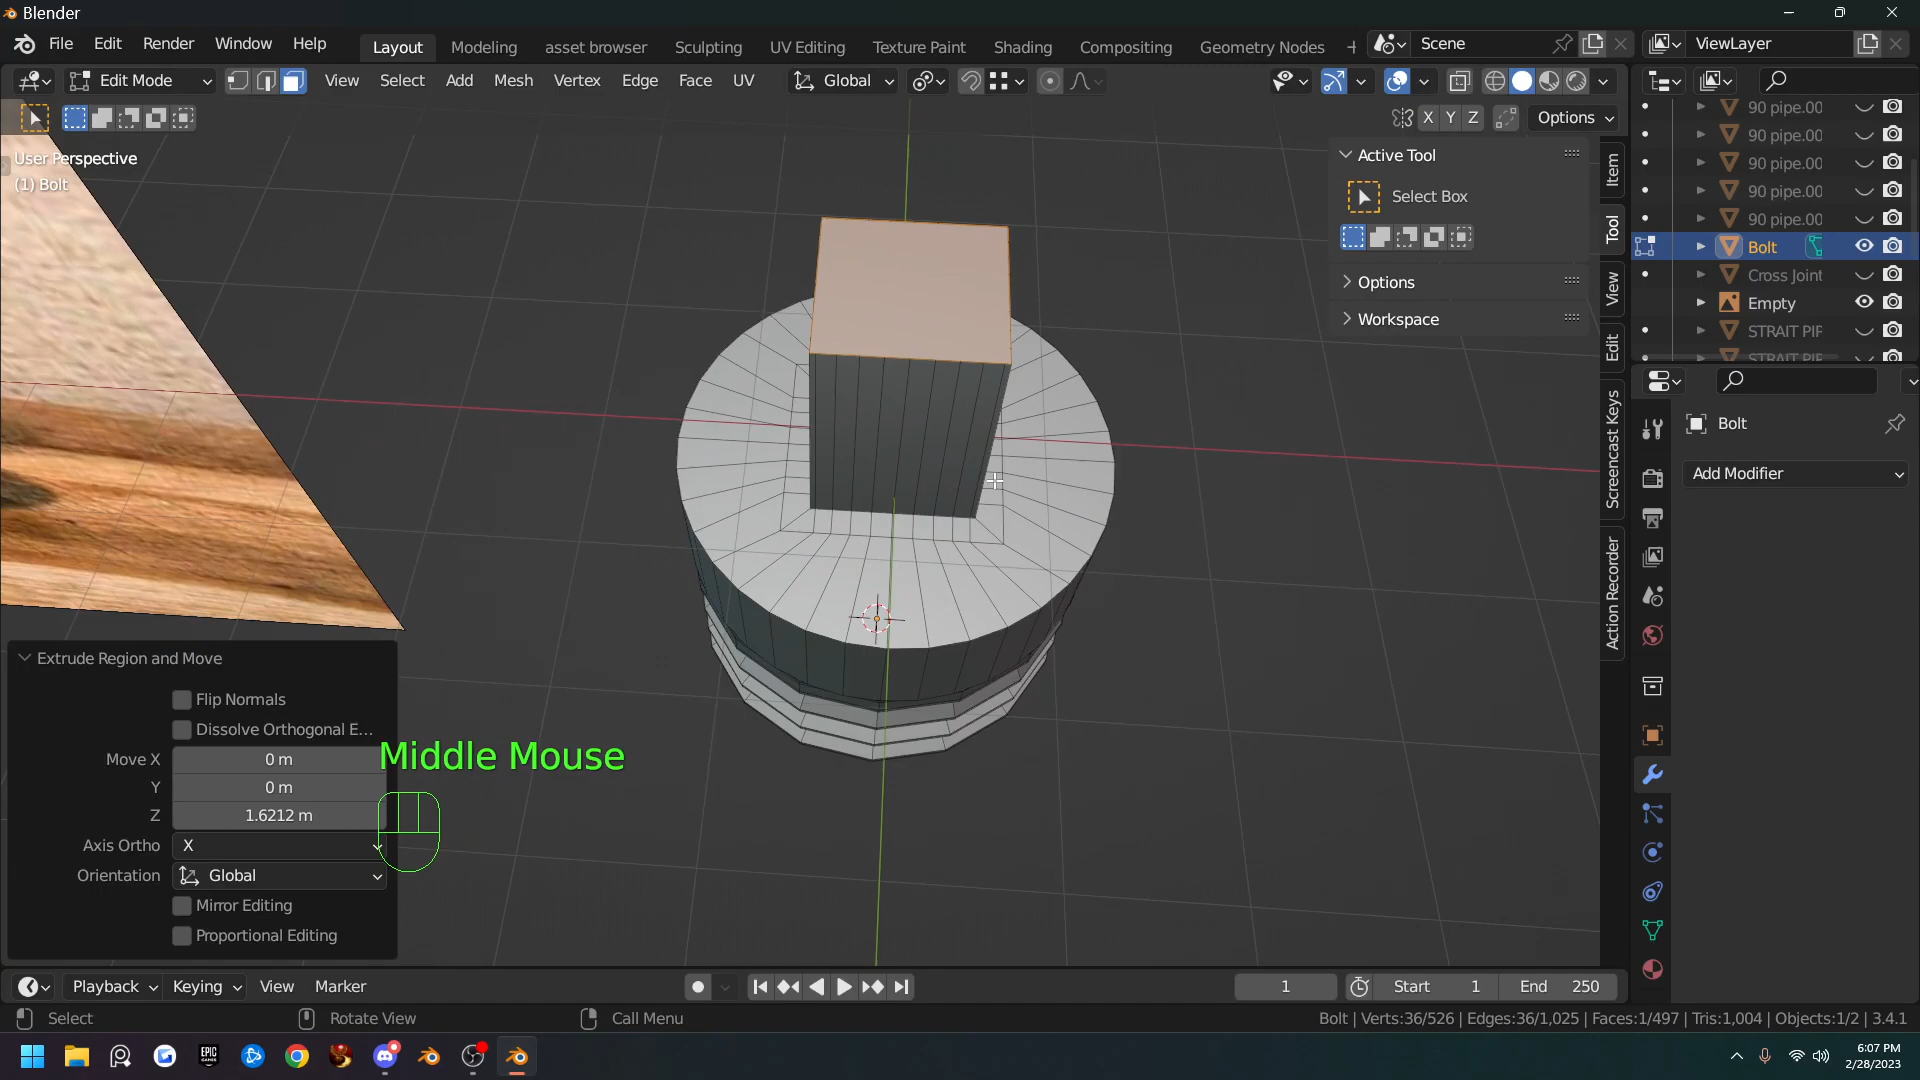 Blender
File Edit Render Window Help
Layout Modeling asset browser Sculpting UV Editing Texture Paint Shading Compositing Geometry Nodes
Scene ViewLayer
Edit Mode View Select Add Mesh Vertex Edge Face UV Global
X Y Z Options
User Perspective
(1) Bolt
Active Tool
Select Box
Options
Workspace
Item
Tool
View
Edit
Screencast Keys
Action Recorder
90 pipe.00
90 pipe.00
90 pipe.00
90 pipe.00
90 pipe.00
Bolt
Cross Joint
Empty
STRAIT PIF
STRAIT PIF
Bolt
Add Modifier
Extrude Region and Move
Flip Normals
Dissolve Orthogonal E...
Move X 0 m
Y 0 m
Z 1.6212 m
Axis Ortho X
Orientation Global
Mirror Editing
Proportional Editing
Middle Mouse
Playback Keying View Marker
1 Start 1 End 250
Select Rotate View Call Menu
Bolt | Verts:36/526 | Edges:36/1,025 | Faces:1/497 | Tris:1,004 | Objects:1/2 | 3.4.1
EPIC
GAMES
6:07 PM
2/28/2023